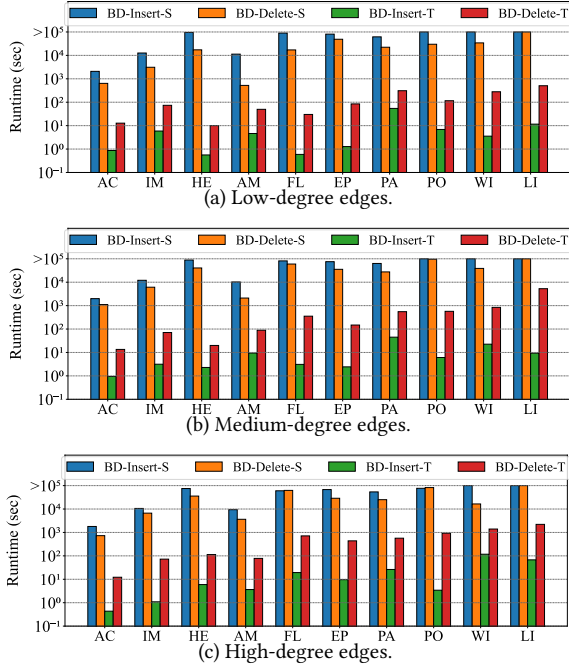 BD-Insert-S BD-Delete-S BD-Insert-T BD-Delete-T
Runtime (sec)
>10⁵
10⁴
10³
10²
10¹
10⁰
10⁻¹
AC IM HE AM FL EP PA PO WI LI
(a) Low-degree edges.
BD-Insert-S BD-Delete-S BD-Insert-T BD-Delete-T
Runtime (sec)
>10⁵
10⁴
10³
10²
10¹
10⁰
10⁻¹
AC IM HE AM FL EP PA PO WI LI
(b) Medium-degree edges.
BD-Insert-S BD-Delete-S BD-Insert-T BD-Delete-T
Runtime (sec)
>10⁵
10⁴
10³
10²
10¹
10⁰
10⁻¹
AC IM HE AM FL EP PA PO WI LI
(c) High-degree edges.